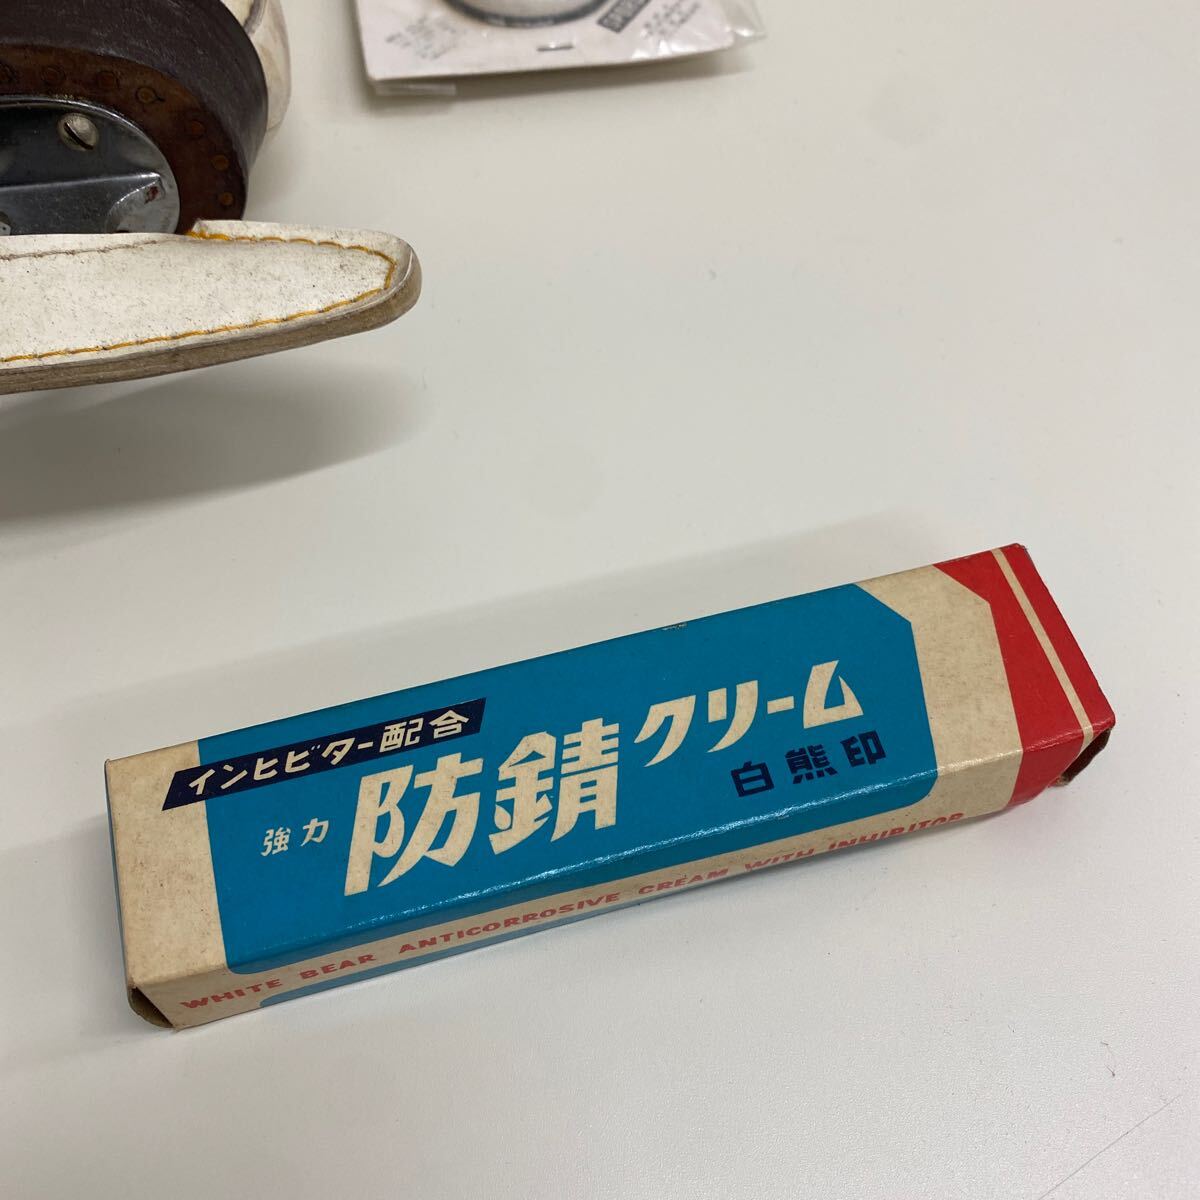 インヒビター配合
強力 防錆クリーム
白熊印
WHITE BEAR ANTICORROSIVE CREAM WITH INHIBITOR